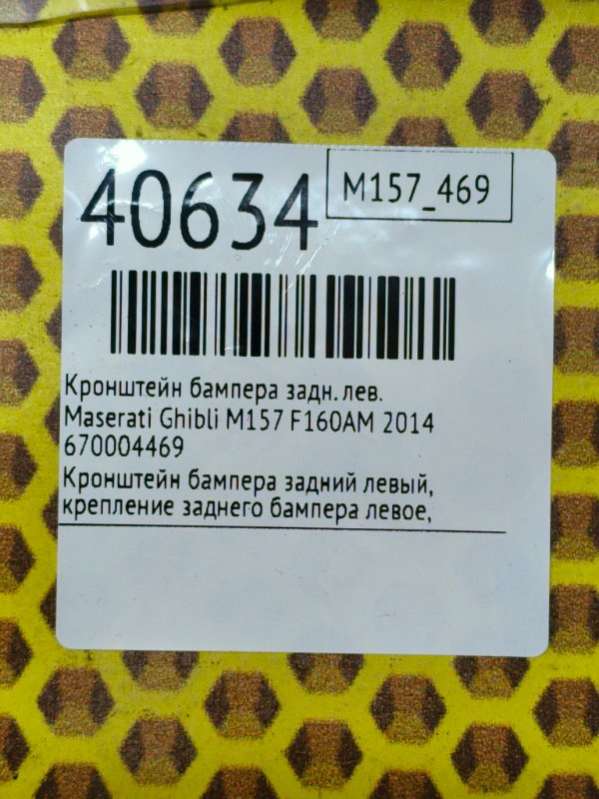 40634
M157_469
Кронштейн бампера задн. лев.
Maserati Ghibli M157 F160AM 2014
670004469
Кронштейн бампера задний левый,
крепление заднего бампера левое,